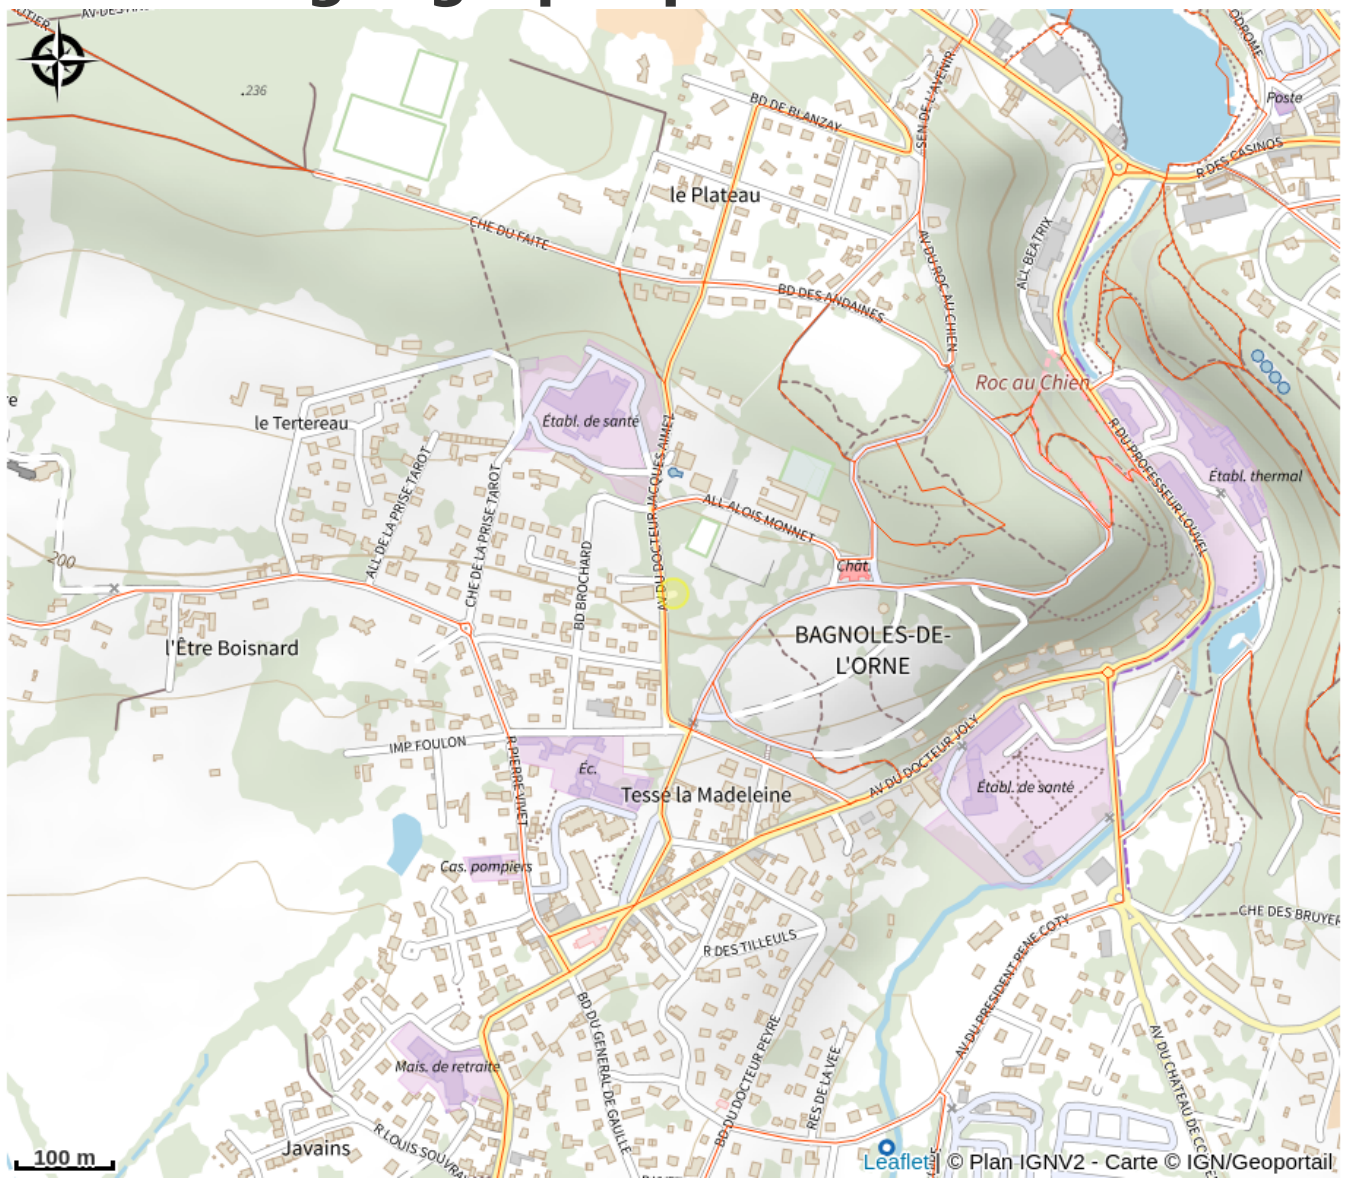 AV DU ROC AU CHIEN
SEN DE L'AVENIR
BD DE BLANZAY
.236
Poste
R DES CASINOS
le Plateau
CHE DU FAITE
ALL BEATRIX
BD DES ANDAINES
Roc au Chien
le Tertereau
Établ. de santé
R DU PROFESSEUR LOUVEL
Établ. thermal
ALL DE LA PRISE TAROT
CHE DE LA PRISE TAROT
AV DU DOCTEUR JACQUES AIMEZ
ALL ALOIS MONNET
200
Chât.
BD BROCHARD
BAGNOLES-DE-
L'ORNE
l'Être Boisnard
IMP FOULON
R PIERRE VIVET
Éc.
Tesse la Madeleine
AV DU DOCTEUR JOLY
Établ. de santé
Cas. pompiers
CHE DES BRUYER
R DES TILLEULS
AV DU PRESIDENT RENE COTY
BD DU GENERAL DE GAULLE
BD DU DOCTEUR PEYRE
RES DE LA VEE
AV DU CHATEAU DE CO
Mais. de retraite
Javains
R LOUIS SOUVRAY
100 m
Leaflet | © Plan IGNV2 - Carte © IGN/Geoportail